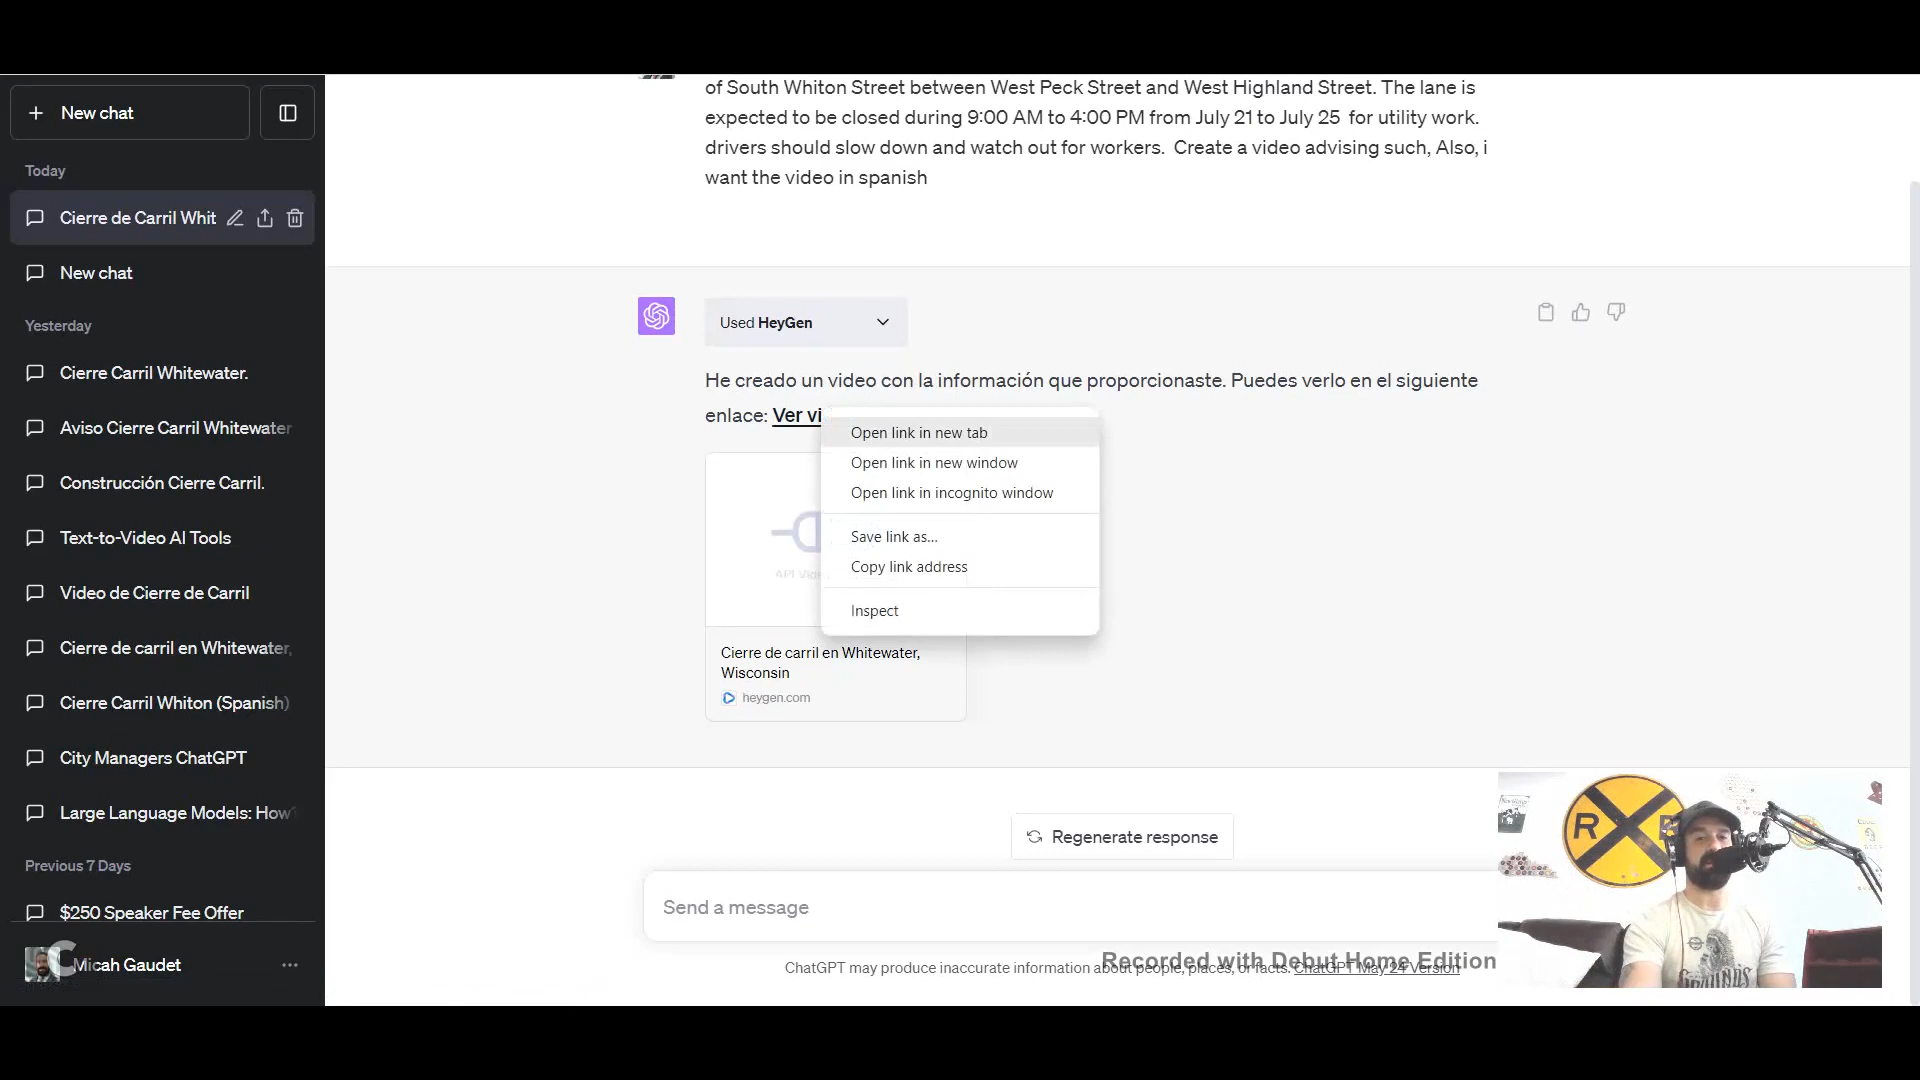 New chat
Today
Cierre de Carril Whit
New chat
Yesterday
Cierre Carril Whitewater.
Aviso Cierre Carril Whitewater
Construcción Cierre Carril.
Text-to-Video AI Tools
Video de Cierre de Carril
Cierre de carril en Whitewater,
Cierre Carril Whiton (Spanish)
City Managers ChatGPT
Large Language Models: How
Previous 7 Days
$250 Speaker Fee Offer
Micah Gaudet
of South Whiton Street between West Peck Street and West Highland Street. The lane is
expected to be closed during 9:00 AM to 4:00 PM from July 21 to July 25 for utility work.
drivers should slow down and watch out for workers. Create a video advising such, Also, i
want the video in spanish
Used HeyGen
He creado un video con la información que proporcionaste. Puedes verlo en el siguiente
enlace: Ver vi
Open link in new tab
Open link in new window
Open link in incognito window
Save link as...
Copy link address
Inspect
API Vid
Cierre de carril en Whitewater,
Wisconsin
heygen.com
Regenerate response
Send a message
ChatGPT may produce inaccurate information about people, places, or facts. ChatGPT May 24 Version
Recorded with Debut Home Edition
R R